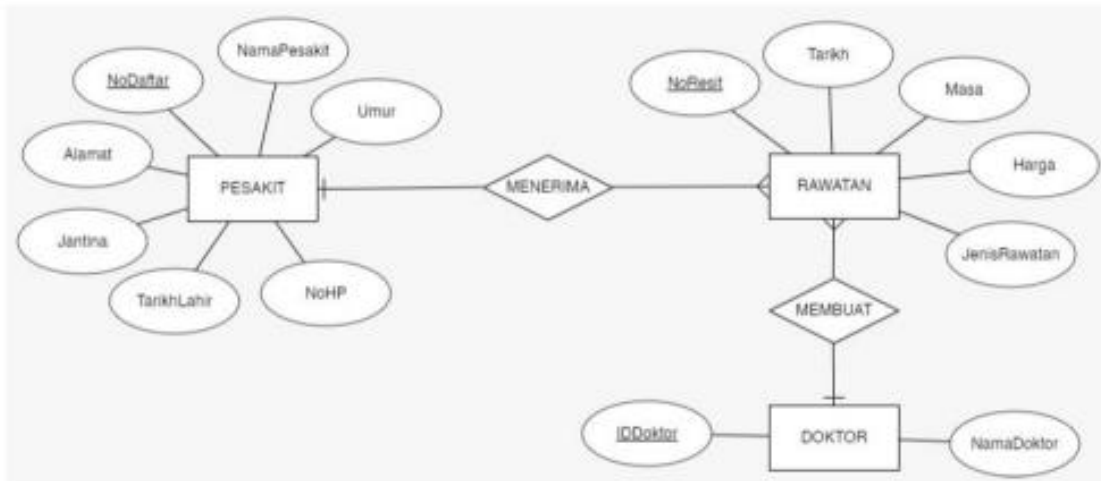 NamaPesakit
NoDaftar
Umur
Alamat
PESAKIT
Jantina
TarikhLahir
NoHP
MENERIMA
Tarikh
NoResit
Masa
Harga
RAWATAN
JenisRawatan
MEMBUAT
IDDoktor
DOKTOR
NamaDoktor